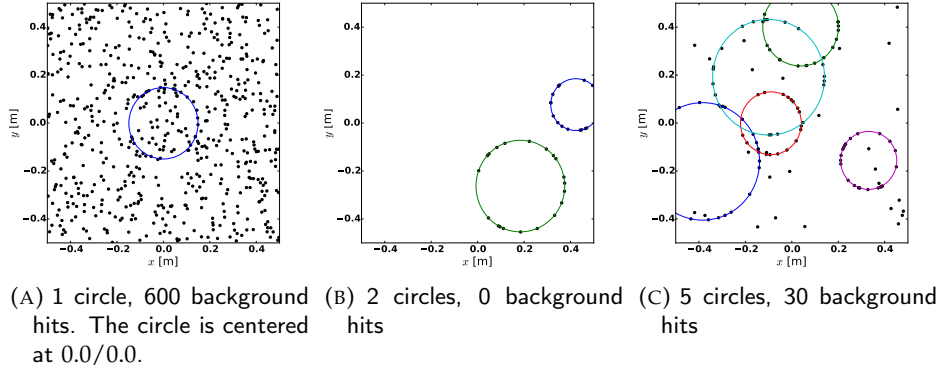 0.4
0.2
0.0
−0.2
−0.4
y [m]
−0.4 −0.2 0.0 0.2 0.4
x [m]
0.4
0.2
0.0
−0.2
−0.4
y [m]
−0.4 −0.2 0.0 0.2 0.4
x [m]
0.4
0.2
0.0
−0.2
−0.4
y [m]
−0.4 −0.2 0.0 0.2 0.4
x [m]
(A) 1 circle, 600 background
hits. The circle is centered
at 0.0/0.0.
(B) 2 circles, 0 background
hits
(C) 5 circles, 30 background
hits